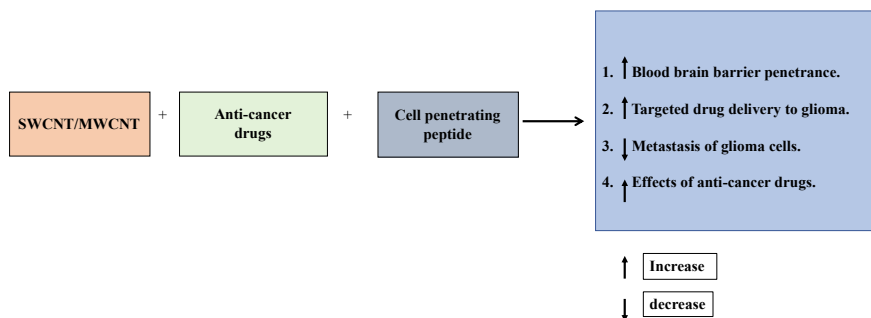 SWCNT/MWCNT
+
Anti-cancer
drugs
+
Cell penetrating
peptide
1. Blood brain barrier penetrance.
2. Targeted drug delivery to glioma.
3. Metastasis of glioma cells.
4. Effects of anti-cancer drugs.
Increase
decrease